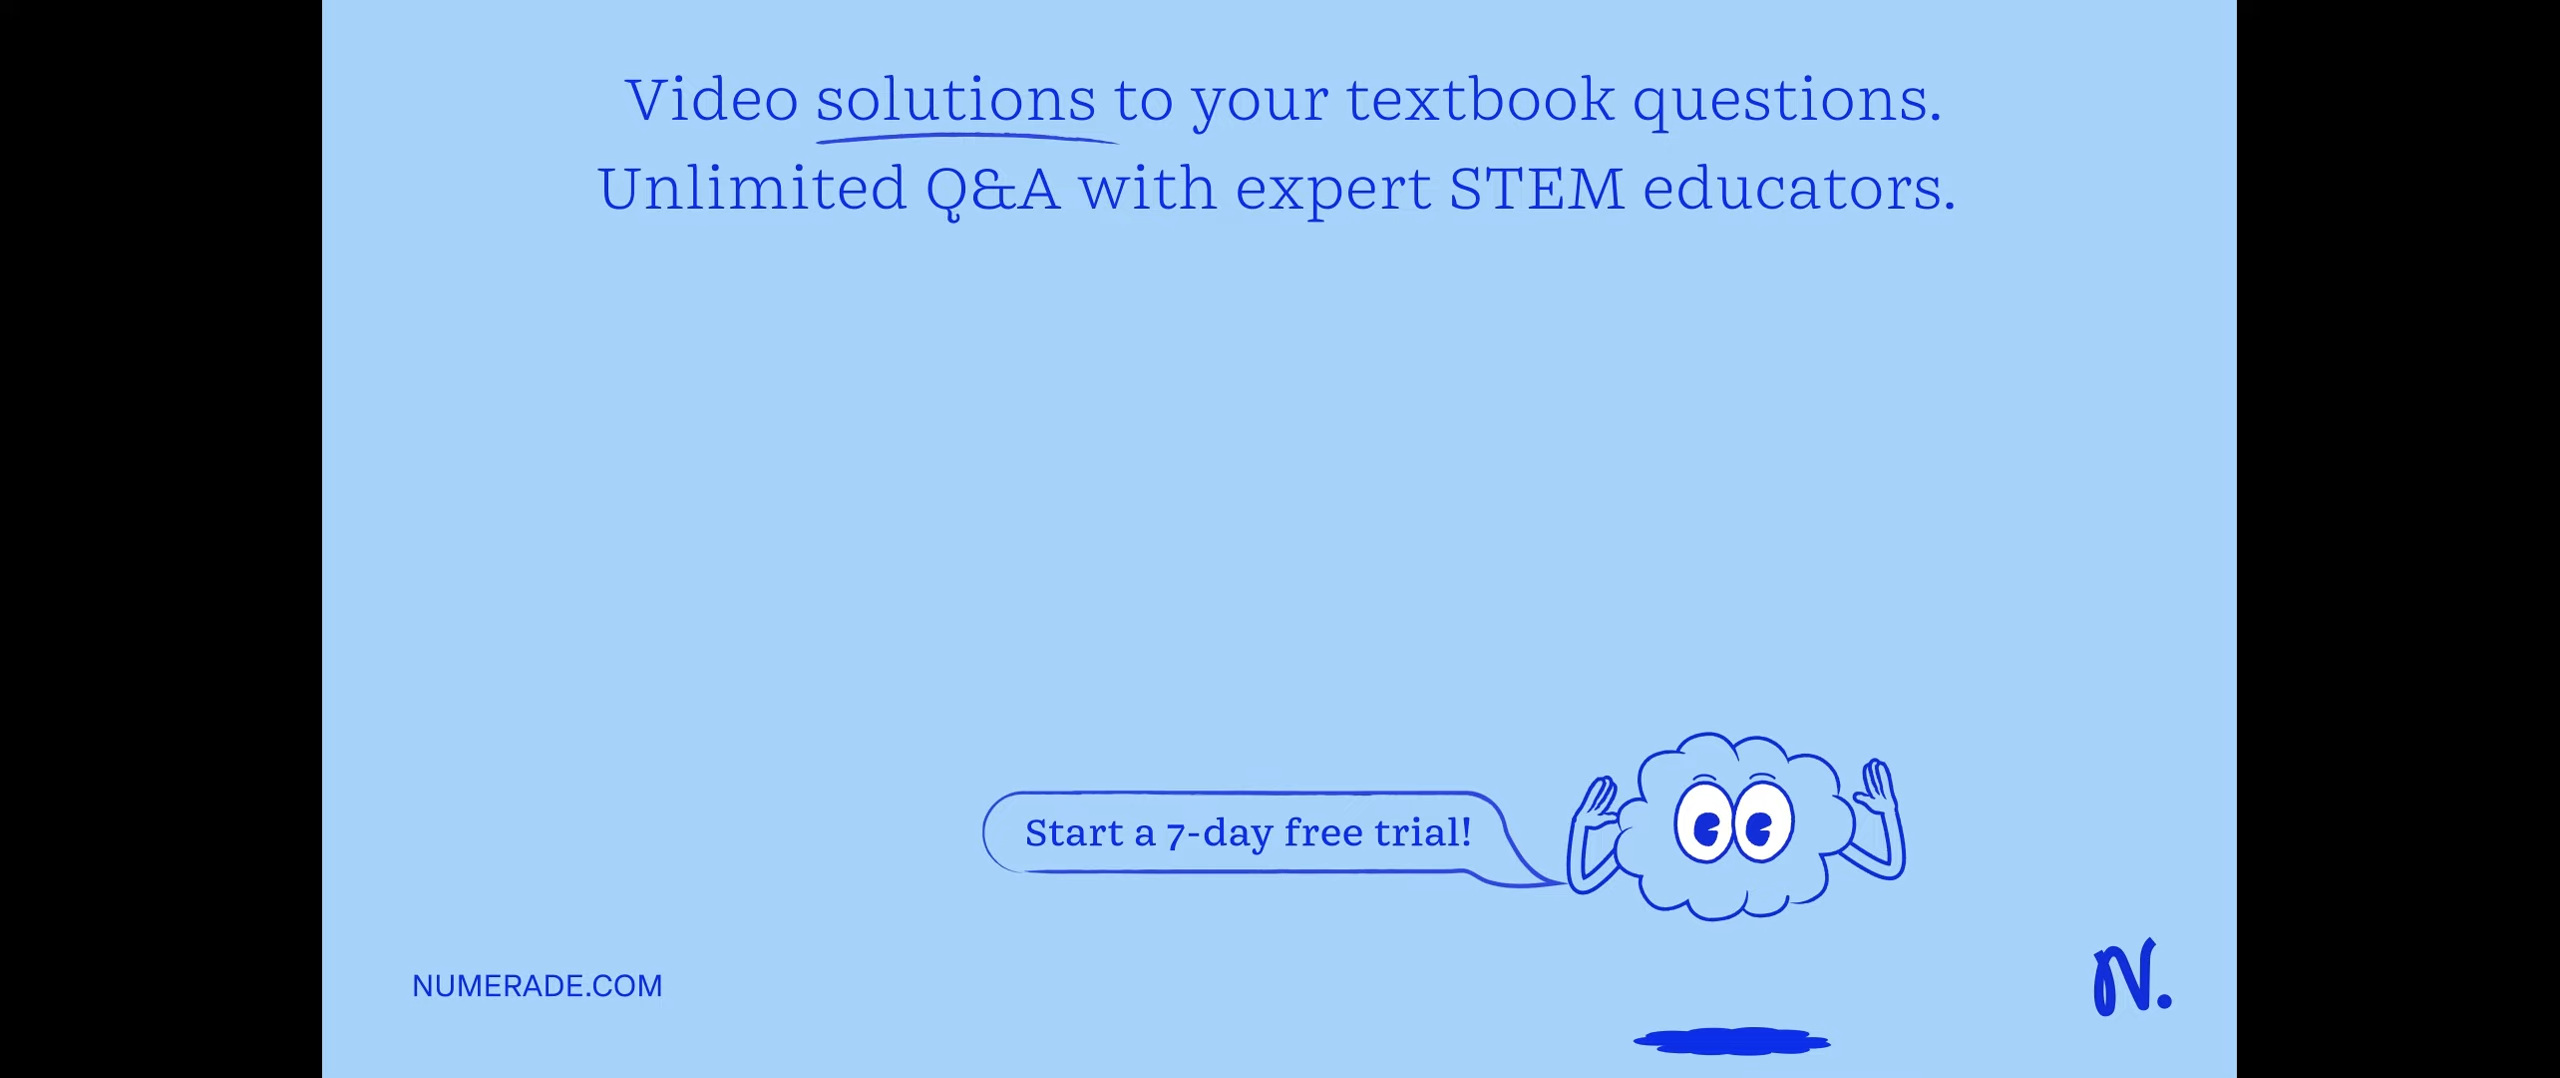 Video solutions to your textbook questions.
Unlimited Q&A with expert STEM educators.
Start a 7-day free trial!
NUMERADE.COM
N.